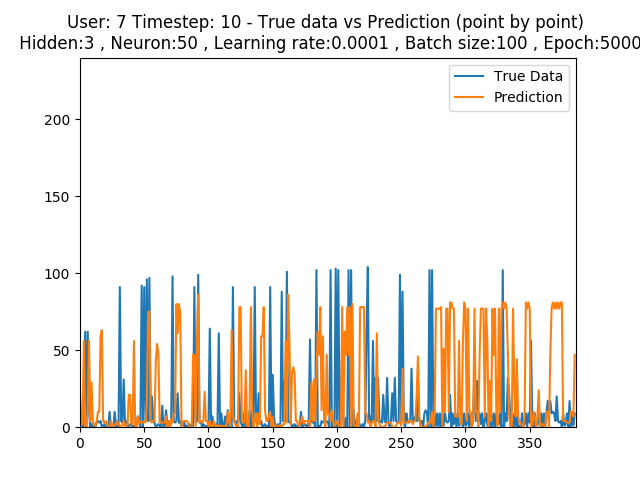 User: 7 Timestep: 10 - True data vs Prediction (point by point)
Hidden:3 , Neuron:50 , Learning rate:0.0001 , Batch size:100 , Epoch:5000
True Data
Prediction
200
150
100
50
0
0 50 100 150 200 250 300 350